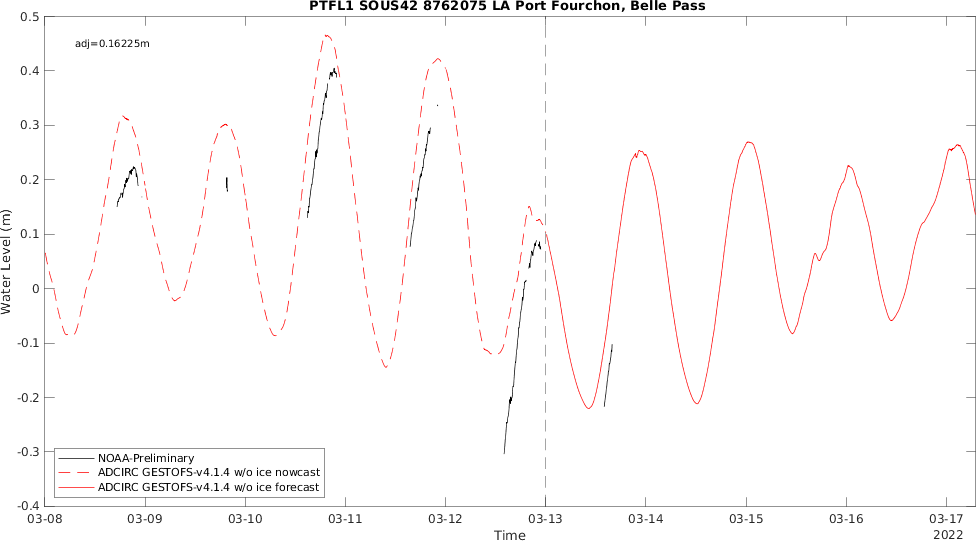 PTFL1 SOUS42 8762075 LA Port Fourchon, Belle Pass
adj=0.16225m
0.5
0.4
0.3
0.2
0.1
0
-0.1
-0.2
-0.3
-0.4
Water Level (m)
NOAA-Preliminary
ADCIRC GESTOFS-v4.1.4 w/o ice nowcast
ADCIRC GESTOFS-v4.1.4 w/o ice forecast
03-08 03-09 03-10 03-11 03-12 03-13 03-14 03-15 03-16 03-17
Time
2022